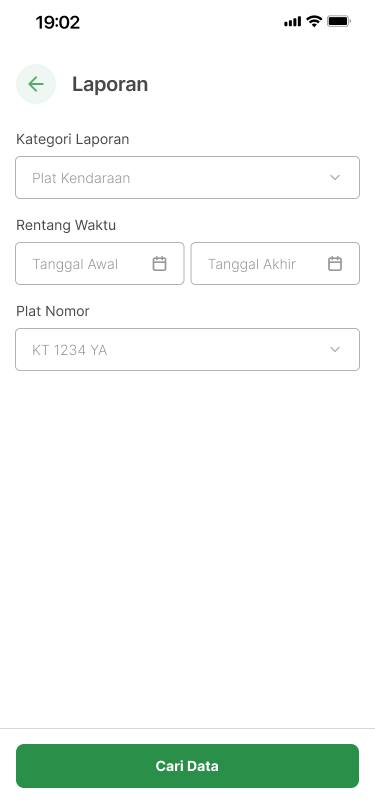 19:02
Laporan
Kategori Laporan
Plat Kendaraan
Rentang Waktu
Tanggal Awal Tanggal Akhir
Plat Nomor
KT 1234 YA
Cari Data